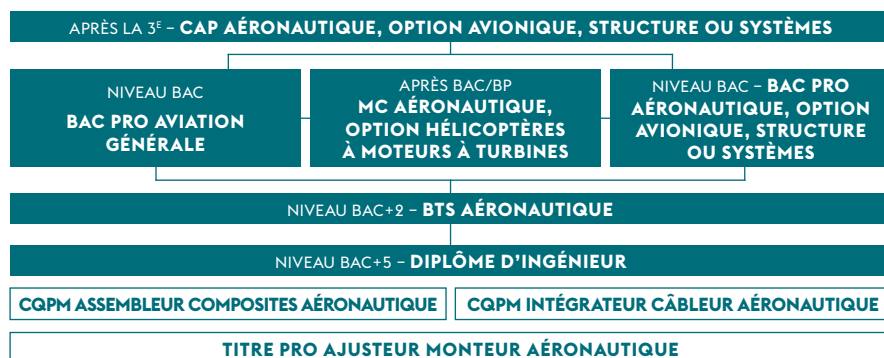 APRÈS LA 3E – CAP AÉRONAUTIQUE, OPTION AVIONIQUE, STRUCTURE OU SYSTÈMES
NIVEAU BAC
BAC PRO AVIATION
GÉNÉRALE
APRÈS BAC/BP
MC AÉRONAUTIQUE,
OPTION HÉLICOPTÈRES
À MOTEURS À TURBINES
NIVEAU BAC – BAC PRO
AÉRONAUTIQUE, OPTION
AVIONIQUE, STRUCTURE
OU SYSTÈMES
NIVEAU BAC+2 – BTS AÉRONAUTIQUE
NIVEAU BAC+5 – DIPLÔME D'INGÉNIEUR
CQPM ASSEMBLEUR COMPOSITES AÉRONAUTIQUE
CQPM INTÉGRATEUR CÂBLEUR AÉRONAUTIQUE
TITRE PRO AJUSTEUR MONTEUR AÉRONAUTIQUE